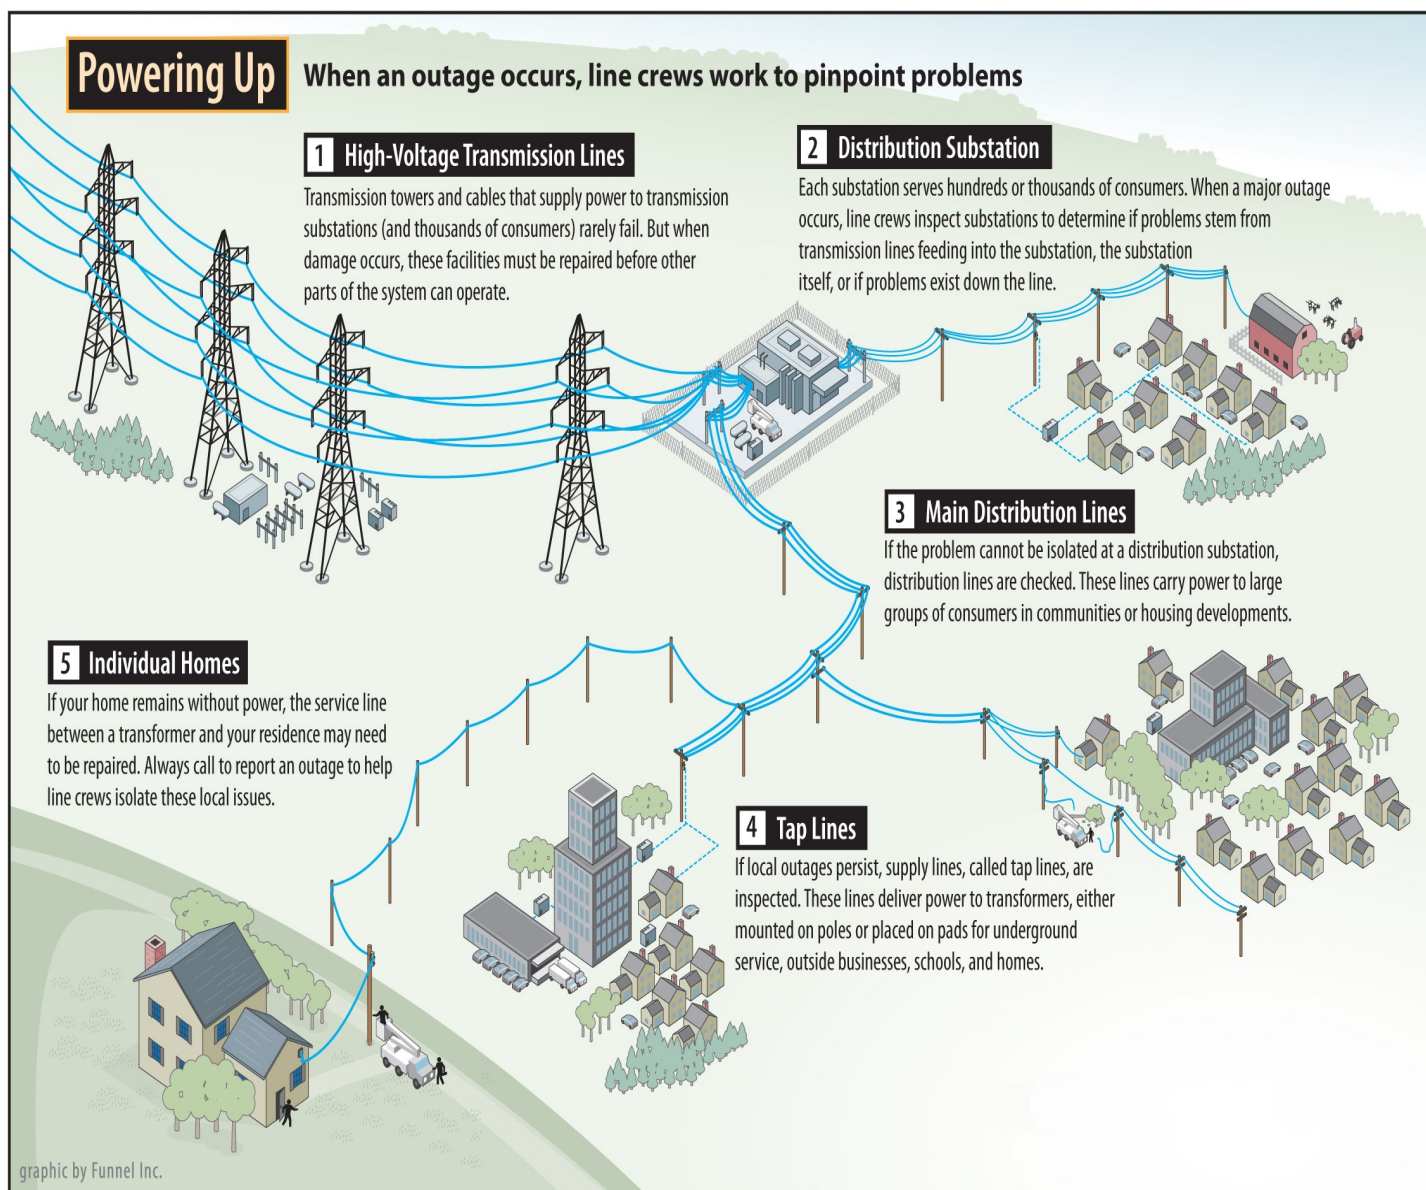 Powering Up
When an outage occurs, line crews work to pinpoint problems
1 High-Voltage Transmission Lines
Transmission towers and cables that supply power to transmission
substations (and thousands of consumers) rarely fail. But when
damage occurs, these facilities must be repaired before other
parts of the system can operate.
2 Distribution Substation
Each substation serves hundreds or thousands of consumers. When a major outage
occurs, line crews inspect substations to determine if problems stem from
transmission lines feeding into the substation, the substation
itself, or if problems exist down the line.
3 Main Distribution Lines
If the problem cannot be isolated at a distribution substation,
distribution lines are checked. These lines carry power to large
groups of consumers in communities or housing developments.
4 Tap Lines
If local outages persist, supply lines, called tap lines, are
inspected. These lines deliver power to transformers, either
mounted on poles or placed on pads for underground
service, outside businesses, schools, and homes.
5 Individual Homes
If your home remains without power, the service line
between a transformer and your residence may need
to be repaired. Always call to report an outage to help
line crews isolate these local issues.
graphic by Funnel Inc.